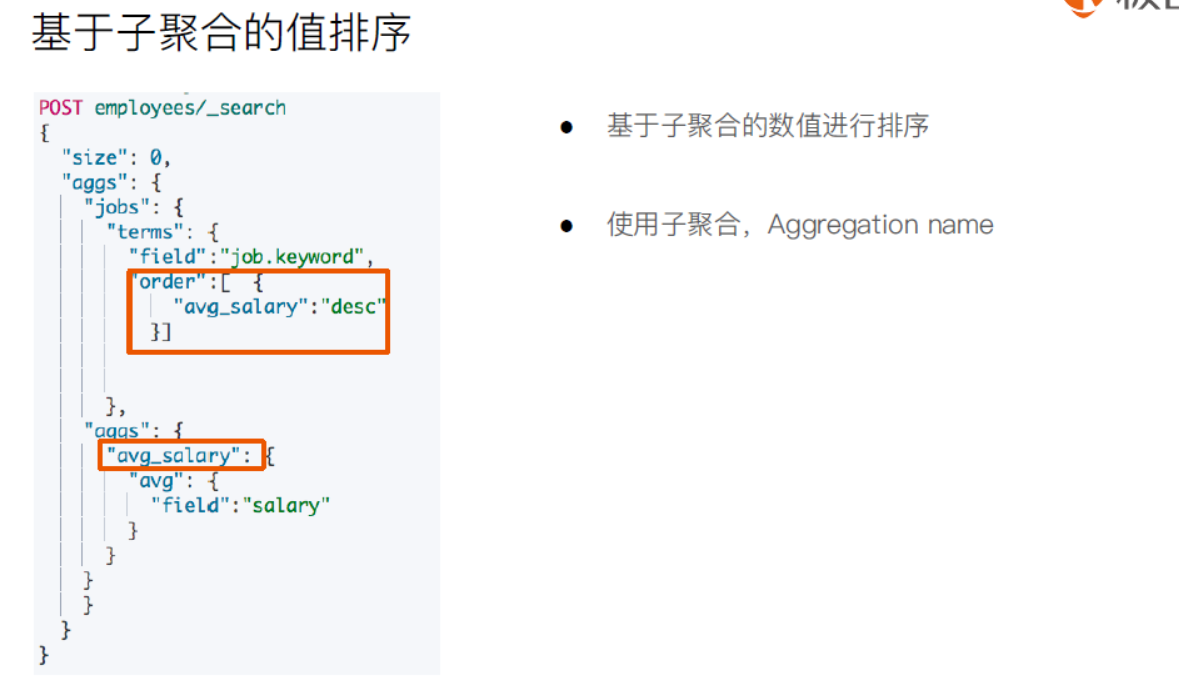 基于子聚合的值排序
POST employees/_search
{
"size": 0,
"aggs": {
"jobs": {
"terms": {
"field":"job.keyword",
"order":[ {
"avg_salary":"desc"
}]
},
"aggs": {
"avg_salary": {
"avg": {
"field":"salary"
}
}
}
}
}
}
● 基于子聚合的数值进行排序
● 使用子聚合，Aggregation name